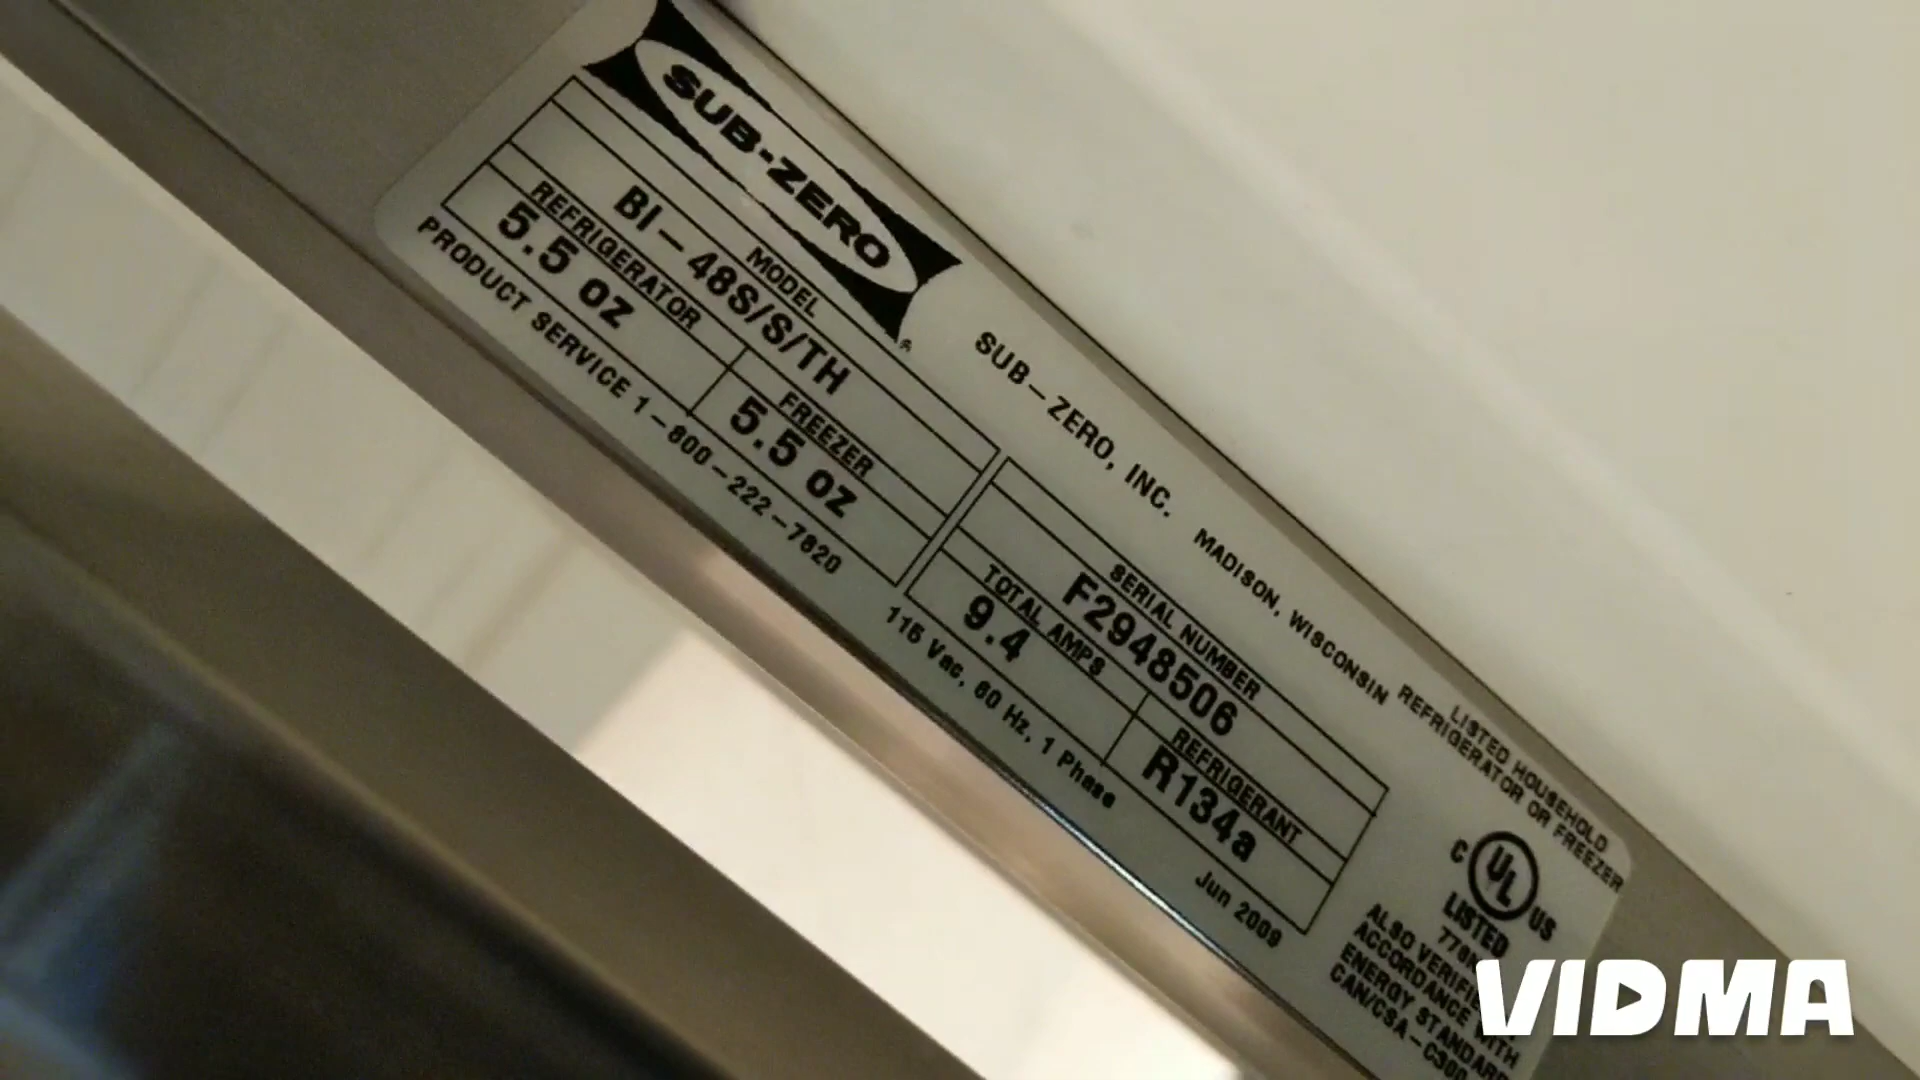 SUB-ZERO
®
SUB-ZERO, INC. MADISON, WISCONSIN
MODEL
BI-48S/S/TH
REFRIGERATOR
5.5 OZ
FREEZER
5.5 OZ
PRODUCT SERVICE 1-800-222-7820
SERIAL NUMBER
F2948506
TOTAL AMPS
9.4
REFRIGERANT
R134a
115 Vac, 60 Hz, 1 Phase
Jun 2009
LISTED HOUSEHOLD
REFRIGERATOR OR FREEZER
C UL US
LISTED
ALSO VERIFIED
ACCORDANCE WITH
ENERGY STANDARD
CAN/CSA-C300
VIDMA